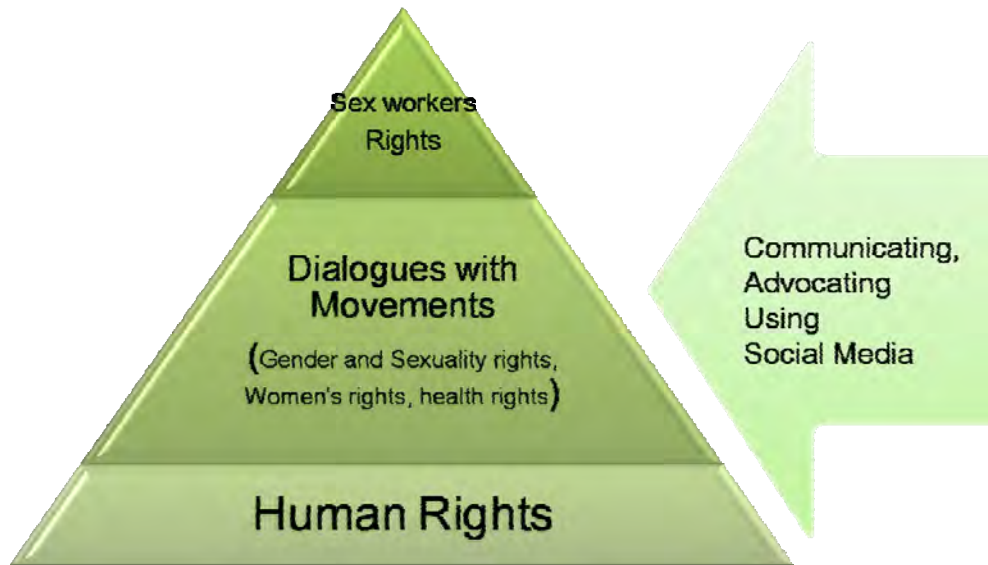 Sex workers
Rights
Dialogues with
Movements
(Gender and Sexuality rights,
Women's rights, health rights)
Human Rights
Communicating,
Advocating
Using
Social Media